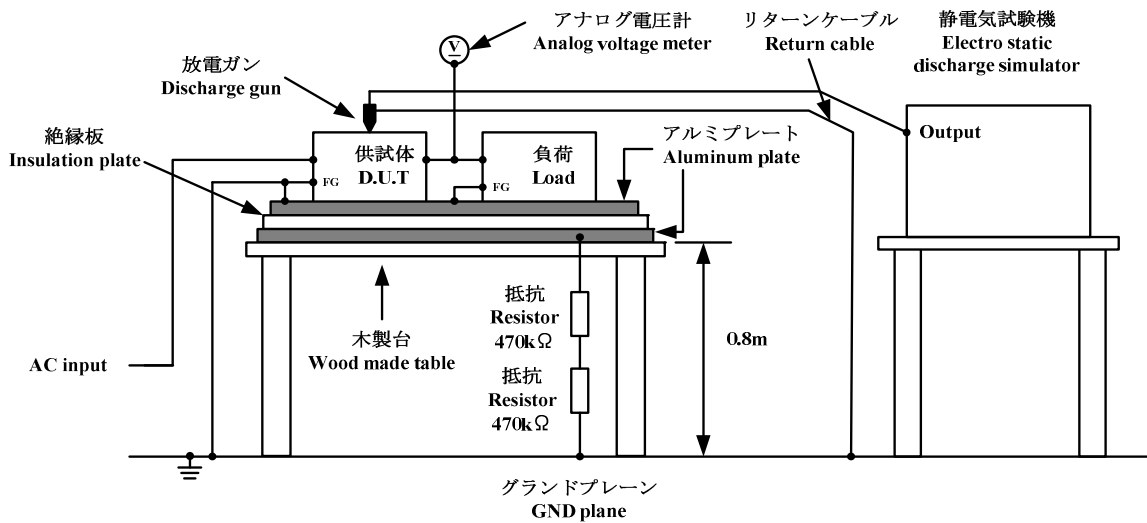 アナログ電圧計
Analog voltage meter
リターンケーブル
Return cable
静電気試験機
Electro static
discharge simulator
V
放電ガン
Discharge gun
絶縁板
Insulation plate
供試体
D.U.T
負荷
Load
アルミプレート
Aluminum plate
Output
FG
FG
抵抗
Resistor
470kΩ
木製台
Wood made table
0.8m
AC input
抵抗
Resistor
470kΩ
グランドプレーン
GND plane